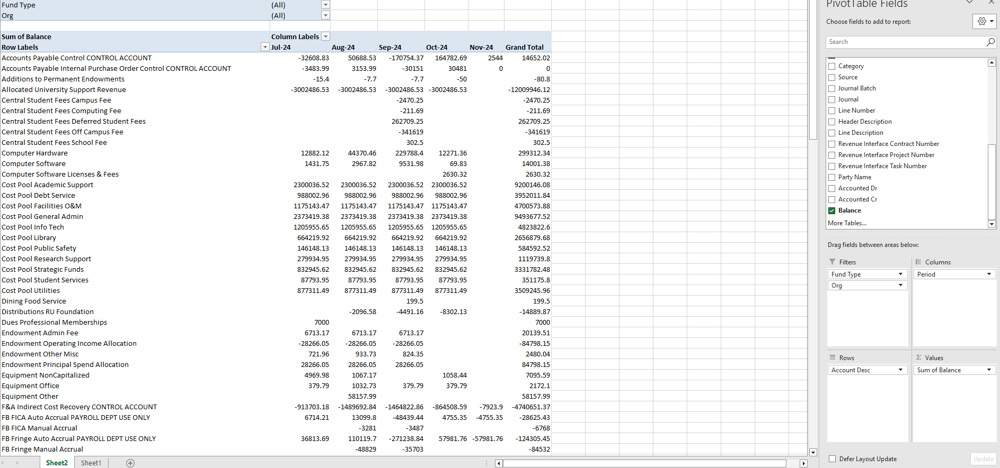 Fund Type (All)
Org (All)
Sum of Balance Column Labels
Row Labels Jul-24 Aug-24 Sep-24 Oct-24 Nov-24 Grand Total
Accounts Payable Control CONTROL ACCOUNT -32608.83 50688.53 -170754.37 164782.69 2544 14652.02
Accounts Payable Internal Purchase Order Control CONTROL ACCOUNT -3483.99 3153.99 -30151 30481 0 0
Additions to Permanent Endowments -15.4 -7.7 -7.7 -50 -80.8
Allocated University Support Revenue -3002486.53 -3002486.53 -3002486.53 -3002486.53 -12009946.12
Central Student Fees Campus Fee -2470.25 -2470.25
Central Student Fees Computing Fee -211.69 -211.69
Central Student Fees Deferred Student Fees 262709.25 262709.25
Central Student Fees Off Campus Fee -341619 -341619
Central Student Fees School Fee 302.5 302.5
Computer Hardware 12882.12 44370.46 229788.4 12271.36 299312.34
Computer Software 1431.75 2967.82 9531.98 69.83 14001.38
Computer Software Licenses & Fees 2630.32 2630.32
Cost Pool Academic Support 2300036.52 2300036.52 2300036.52 2300036.52 9200146.08
Cost Pool Debt Service 988002.96 988002.96 988002.96 988002.96 3952011.84
Cost Pool Facilities O&M 1175143.47 1175143.47 1175143.47 1175143.47 4700573.88
Cost Pool General Admin 2373419.38 2373419.38 2373419.38 2373419.38 9493677.52
Cost Pool Info Tech 1205955.65 1205955.65 1205955.65 1205955.65 4823822.6
Cost Pool Library 664219.92 664219.92 664219.92 664219.92 2656879.68
Cost Pool Public Safety 146148.13 146148.13 146148.13 146148.13 584592.52
Cost Pool Research Support 279934.95 279934.95 279934.95 279934.95 1119739.8
Cost Pool Strategic Funds 832945.62 832945.62 832945.62 832945.62 3331782.48
Cost Pool Student Services 87793.95 87793.95 87793.95 87793.95 351175.8
Cost Pool Utilities 877311.49 877311.49 877311.49 877311.49 3509245.96
Dining Food Service 199.5 199.5
Distributions RU Foundation -2096.58 -4491.16 -8302.13 -14889.87
Dues Professional Memberships 7000 7000
Endowment Admin Fee 6713.17 6713.17 6713.17 20139.51
Endowment Operating Income Allocation -28266.05 -28266.05 -28266.05 -84798.15
Endowment Other Misc 721.96 933.73 824.35 2480.04
Endowment Principal Spend Allocation 28266.05 28266.05 28266.05 84798.15
Equipment NonCapitalized 4969.98 1067.17 1058.44 7095.59
Equipment Office 379.79 1032.73 379.79 379.79 2172.1
Equipment Other 58157.99 58157.99
F&A Indirect Cost Recovery CONTROL ACCOUNT -913703.18 -1489692.84 -1464822.86 -864508.59 -7923.9 -4740651.37
FB FICA Auto Accrual PAYROLL DEPT USE ONLY 6714.21 13099.8 -48439.44 4755.35 -4755.35 -28625.43
FB FICA Manual Accrual -3281 -3487 -6768
FB Fringe Auto Accrual PAYROLL DEPT USE ONLY 36813.69 110119.7 -271238.84 57981.76 -57981.76 -124305.45
FB Fringe Manual Accrual -48829 -35703 -84532
Sheet2 Sheet1
PivotTable Fields
Choose fields to add to report:
Search
Category
Source
Journal Batch
Journal
Line Number
Header Description
Line Description
Revenue Interface Contract Number
Revenue Interface Project Number
Revenue Interface Task Number
Party Name
Accounted Dr
Accounted Cr
Balance
More Tables...
Drag fields between areas below:
Filters
Fund Type
Org
Columns
Period
Rows
Account Desc
Σ Values
Sum of Balance
Defer Layout Update
Update